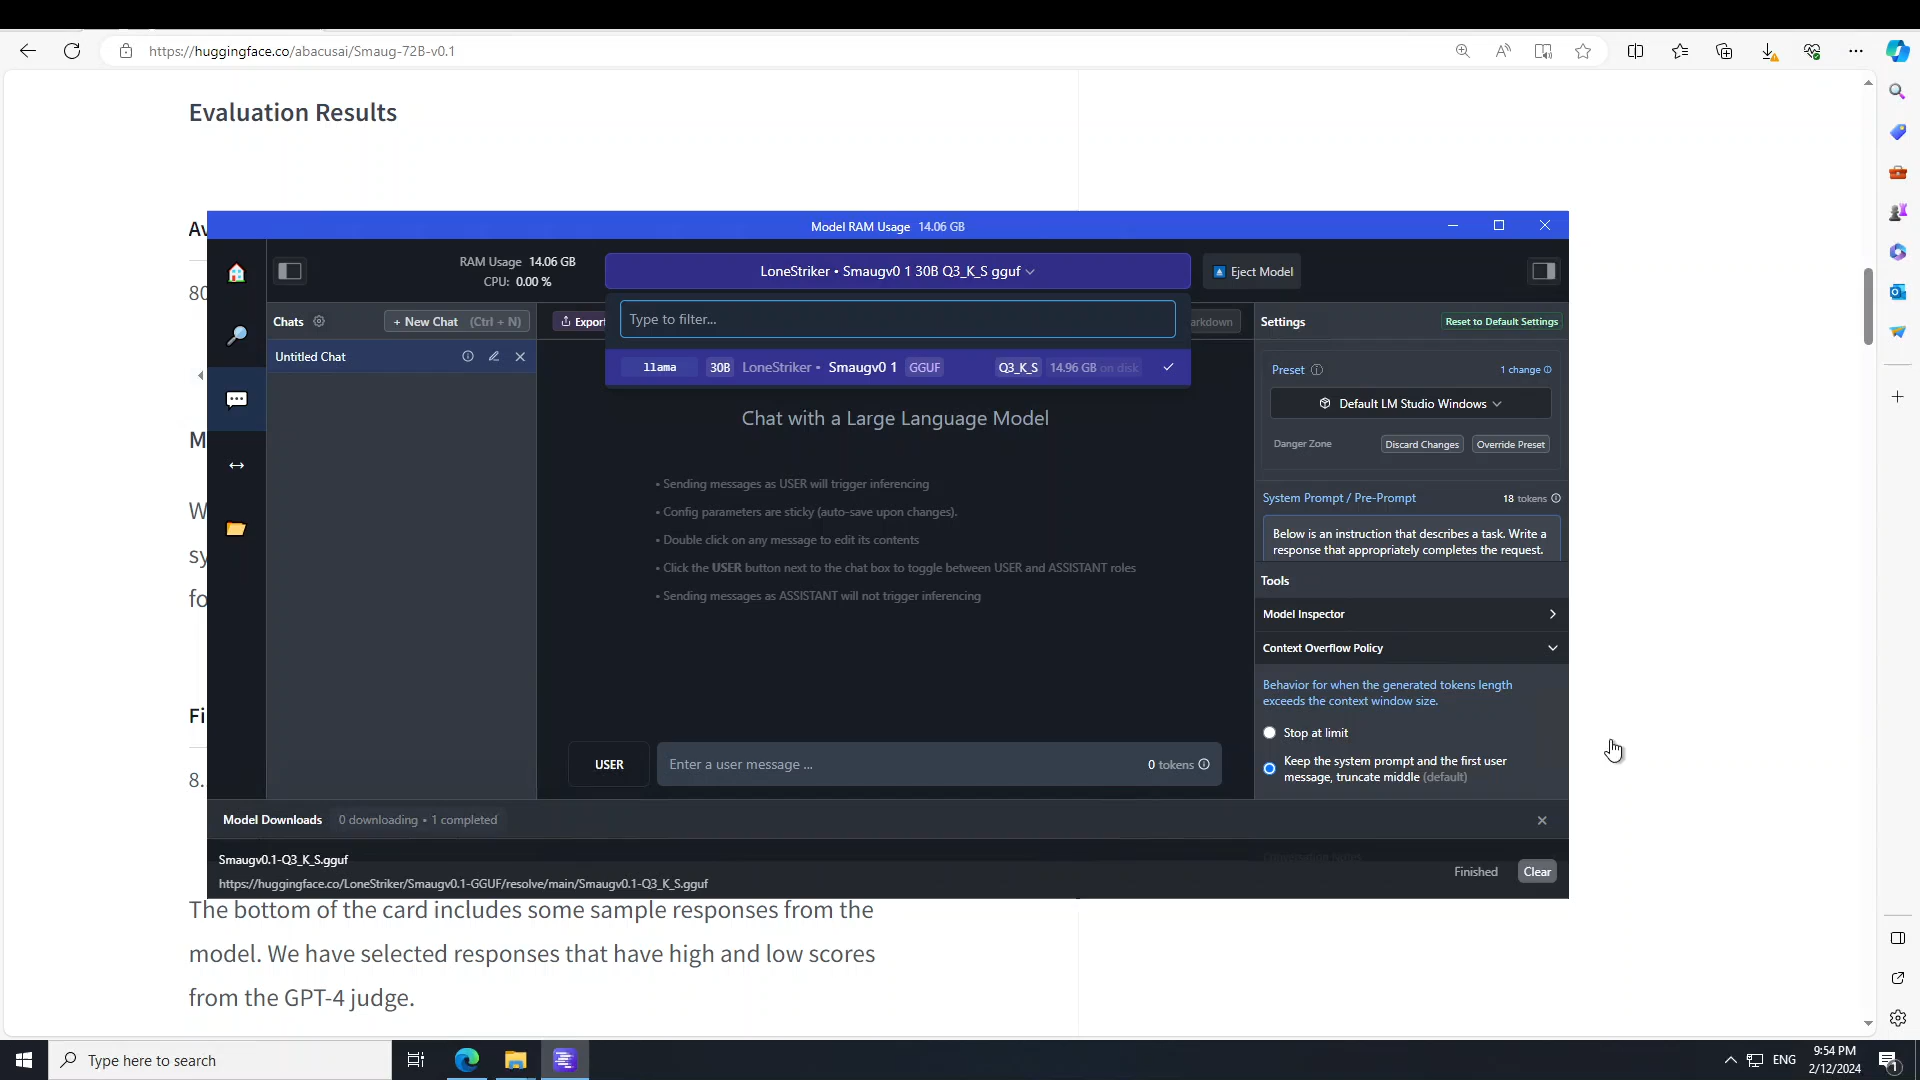 https://huggingface.co/abacusai/Smaug-72B-v0.1
Evaluation Results
Av
80
M
W
sy
fo
Fi
8.
Model RAM Usage 14.06 GB
RAM Usage 14.06 GB
CPU: 0.00 %
LoneStriker • Smaugv0 1 30B Q3_K_S gguf
Eject Model
Chats
+ New Chat (Ctrl + N)
Export
Type to filter...
arkdown
Untitled Chat
llama 30B LoneStriker • Smaugv0 1 GGUF Q3_K_S 14.96 GB on disk
Chat with a Large Language Model
• Sending messages as USER will trigger inferencing
• Config parameters are sticky (auto-save upon changes).
• Double click on any message to edit its contents
• Click the USER button next to the chat box to toggle between USER and ASSISTANT roles
• Sending messages as ASSISTANT will not trigger inferencing
USER
Enter a user message ...
0 tokens
Settings
Reset to Default Settings
Preset
1 change
Default LM Studio Windows
Danger Zone
Discard Changes
Override Preset
System Prompt / Pre-Prompt
18 tokens
Below is an instruction that describes a task. Write a
response that appropriately completes the request.
Tools
Model Inspector
Context Overflow Policy
Behavior for when the generated tokens length
exceeds the context window size.
Stop at limit
Keep the system prompt and the first user
message, truncate middle (default)
Model Downloads 0 downloading • 1 completed
Smaugv0.1-Q3_K_S.gguf
https://huggingface.co/LoneStriker/Smaugv0.1-GGUF/resolve/main/Smaugv0.1-Q3_K_S.gguf
Finished
Clear
The bottom of the card includes some sample responses from the
model. We have selected responses that have high and low scores
from the GPT-4 judge.
Type here to search
ENG
9:54 PM
2/12/2024
1